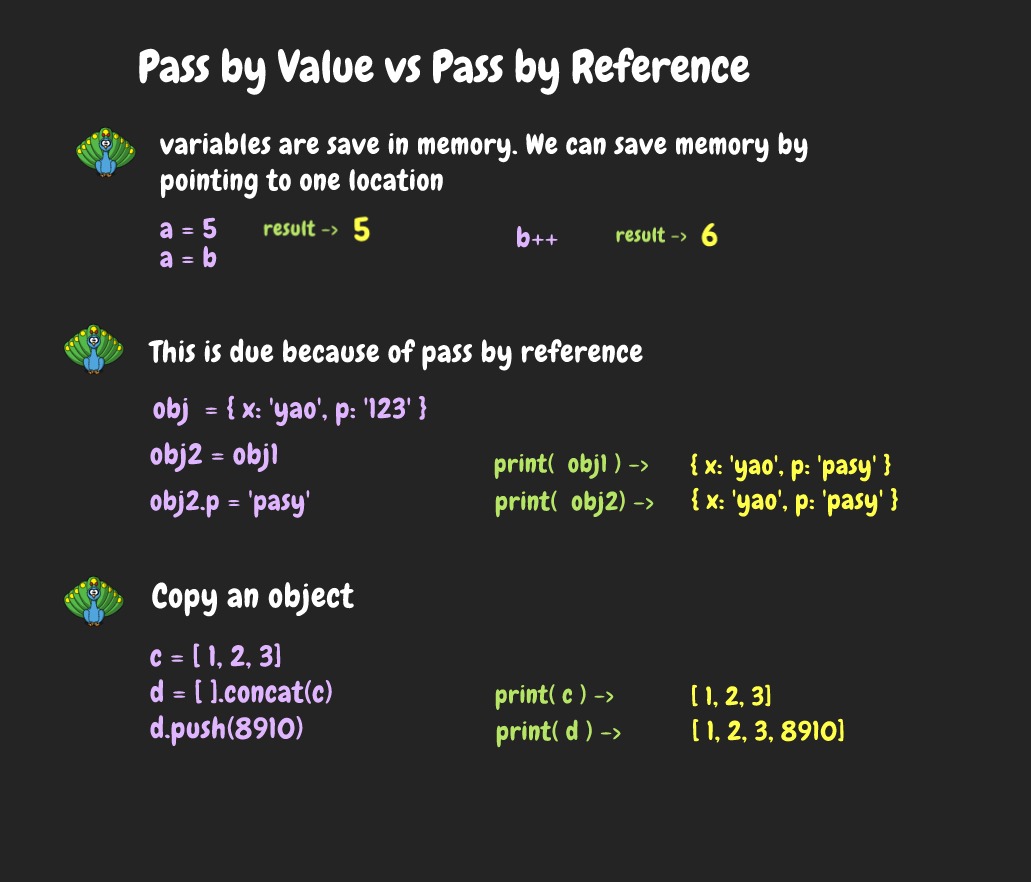 Pass by Value vs Pass by Reference
variables are save in memory. We can save memory by
pointing to one location
a = 5 result -> 5
a = b
b++ result -> 6
This is due because of pass by reference
obj = { x: 'yao', p: '123' }
obj2 = obj1
obj2.p = 'pasy'
print( obj1 ) -> { x: 'yao', p: 'pasy' }
print( obj2) -> { x: 'yao', p: 'pasy' }
Copy an object
c = [ 1, 2, 3]
d = [ ].concat(c)
d.push(8910)
print( c ) -> [ 1, 2, 3]
print( d ) -> [ 1, 2, 3, 8910]